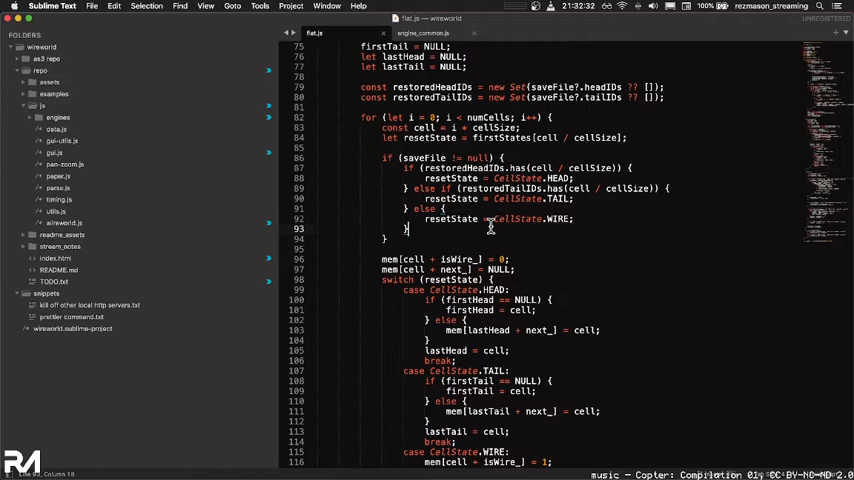 Sublime Text File Edit Selection Find View Goto Tools Project Window Help 100% 21:32:32 rezmason_streaming
flat.js — wireworld
UNREGISTERED
FOLDERS
wireworld
as3 repo
repo
assets
examples
js
engines
data.js
gui-utils.js
gui.js
pan-zoom.js
paper.js
parse.js
timing.js
utils.js
wireworld.js
readme_assets
stream_notes
index.html
README.md
TODO.txt
snippets
kill off other local http servers.txt
prettier command.txt
wireworld.sublime-project
flat.js × engine_common.js
75 firstTail = NULL;
76 let lastHead = NULL;
77 let lastTail = NULL;
78
79 const restoredHeadIDs = new Set(saveFile?.headIDs ?? []);
80 const restoredTailIDs = new Set(saveFile?.tailIDs ?? []);
81
82 for (let i = 0; i < numCells; i++) {
83 const cell = i * cellSize;
84 let resetState = firstStates[cell / cellSize];
85
86 if (saveFile != null) {
87 if (restoredHeadIDs.has(cell / cellSize)) {
88 resetState = CellState.HEAD;
89 } else if (restoredTailIDs.has(cell / cellSize)) {
90 resetState = CellState.TAIL;
91 } else {
92 resetState = CellState.WIRE;
93 }
94 }
95
96 mem[cell + isWire_] = 0;
97 mem[cell + next_] = NULL;
98 switch (resetState) {
99 case CellState.HEAD:
100 if (firstHead == NULL) {
101 firstHead = cell;
102 } else {
103 mem[lastHead + next_] = cell;
104 }
105 lastHead = cell;
106 break;
107 case CellState.TAIL:
108 if (firstTail == NULL) {
109 firstTail = cell;
110 } else {
111 mem[lastTail + next_] = cell;
112 }
113 lastTail = cell;
114 break;
115 case CellState.WIRE:
116 mem[cell + isWire_] = 1;
RM
Line 93, Column 18
music - Copter: Compilation 01, CC BY-NC-ND 2.0